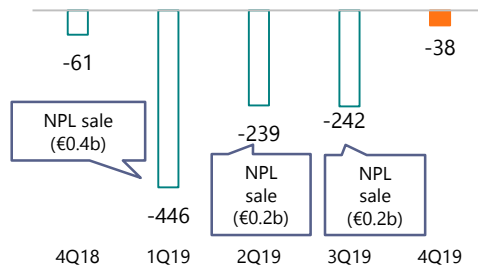 -61
-38
NPL sale
(€0.4b)
-239
-242
NPL
sale
(€0.2b)
NPL
sale
(€0.2b)
-446
4Q18 1Q19 2Q19 3Q19 4Q19